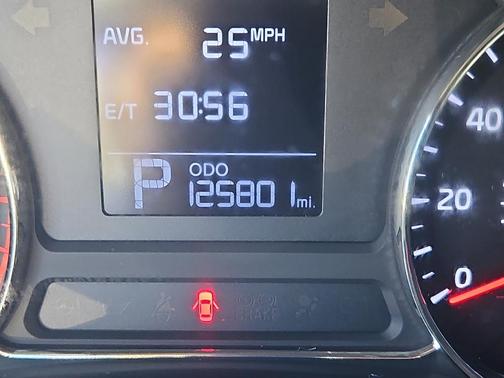 AVG. 25 MPH
E/T 30:56
P ODO
125801 mi.
40
20
0
BRAKE